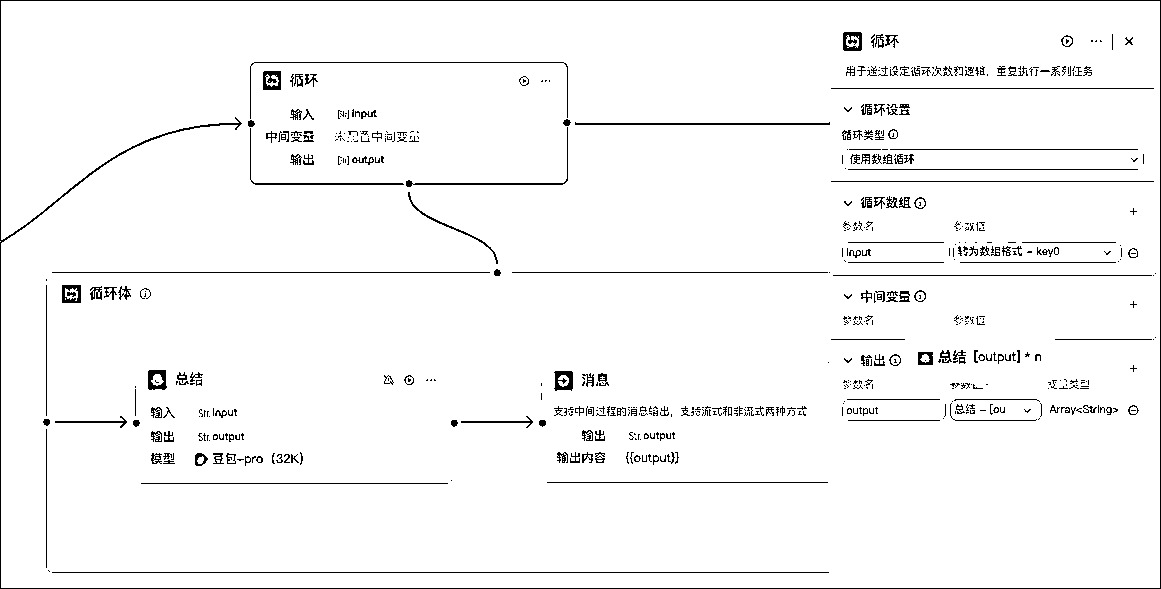 循环
输入 [Str] input
中间变量 未配置中间变量
输出 [Str] output
循环体
总结
输入 Str. input
输出 Str. output
模型 豆包-pro（32K）
消息
支持中间过程的消息输出，支持流式和非流式两种方式
输出 Str. output
输出内容 {{output}}
循环
用于通过设定循环次数和逻辑，重复执行一系列任务
循环设置
循环类型
使用数组循环
循环数组
参数名 参数值
input 转为数组格式 - key0
中间变量
参数名 参数值
输出 总结 [output] * n
参数名 参数值 变量类型
output 总结 - [ou Array<String>